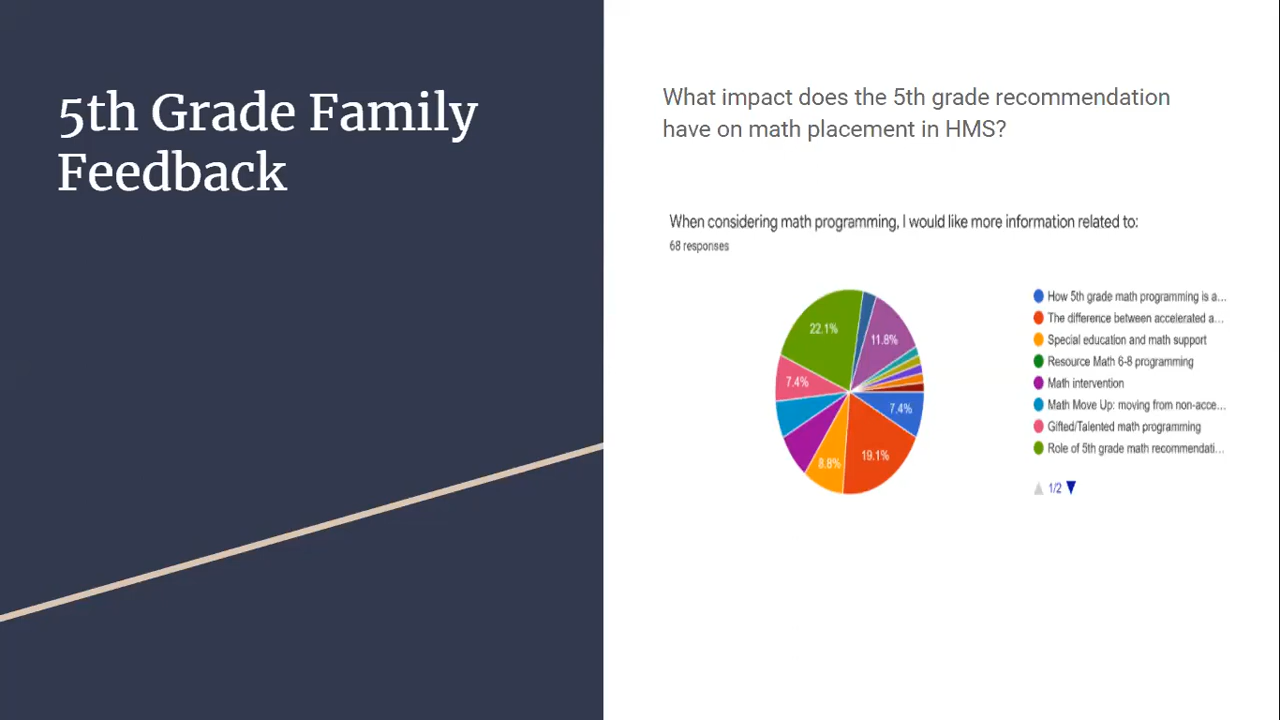 5th Grade Family
Feedback
What impact does the 5th grade recommendation
have on math placement in HMS?
When considering math programming, I would like more information related to:
68 responses
22.1%
11.8%
7.4%
7.4%
8.8%
19.1%
How 5th grade math programming is a...
The difference between accelerated a...
Special education and math support
Resource Math 6-8 programming
Math intervention
Math Move Up: moving from non-acce...
Gifted/Talented math programming
Role of 5th grade math recommendati...
1/2